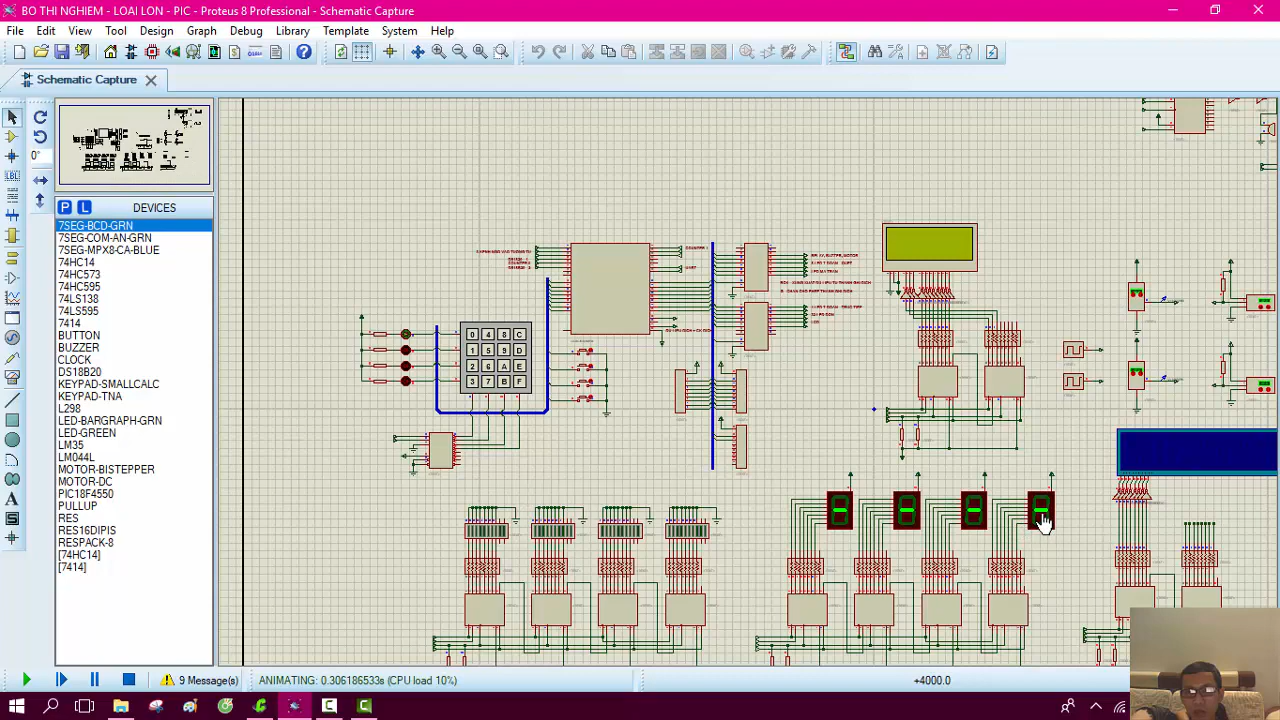 BO THI NGHIEM - LOAI LON - PIC - Proteus 8 Professional - Schematic Capture
File Edit View Tool Design Graph Debug Library Template System Help
Schematic Capture
0°
LBL
P L DEVICES
7SEG-BCD-GRN
7SEG-COM-AN-GRN
7SEG-MPX8-CA-BLUE
74HC14
74HC573
74HC595
74LS138
74LS595
7414
BUTTON
BUZZER
CLOCK
DS18B20
KEYPAD-SMALLCALC
KEYPAD-TNA
L298
LED-BARGRAPH-GRN
LED-GREEN
LM35
LM044L
MOTOR-BISTEPPER
MOTOR-DC
PIC18F4550
PULLUP
RES
RES16DIPIS
RESPACK-8
[74HC14]
[7414]
0 4 8 C
1 5 9 D
2 6 A E
3 7 B F
UART
9 Message(s)
ANIMATING: 0.306186533s (CPU load 10%)
+4000.0